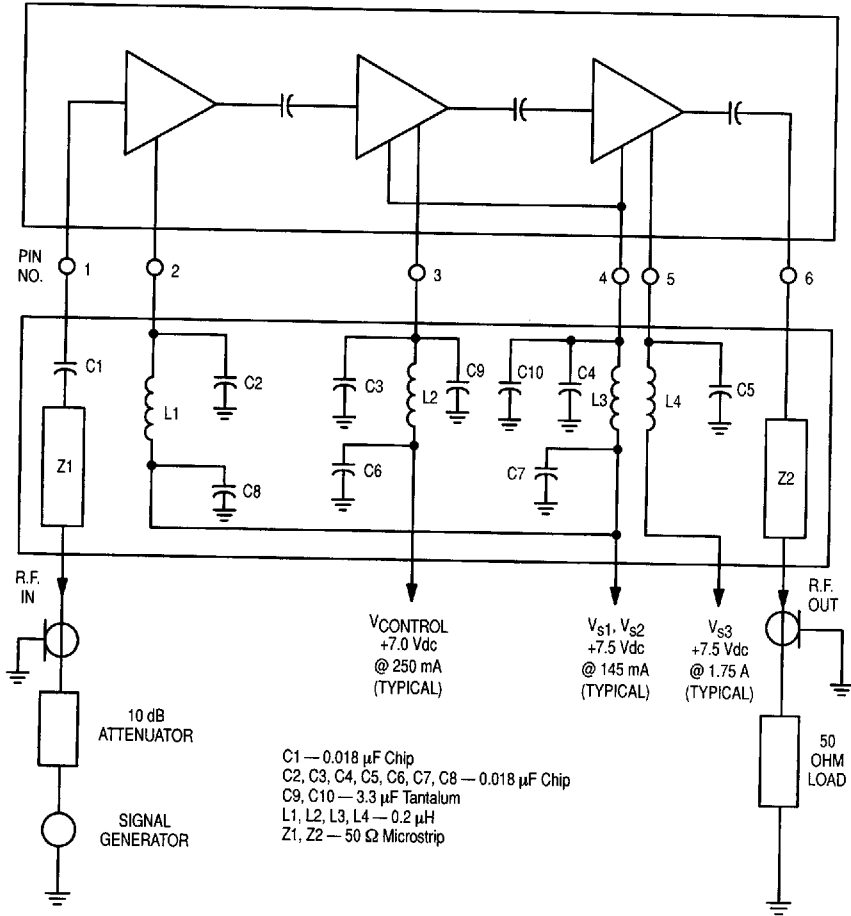 PIN
NO.
1
2
3
4
5
6
C1
C2
C3
C9
C10
C4
C5
L1
L2
L3
L4
Z1
Z2
C8
C6
C7
R.F.
IN
R.F.
OUT
VCONTROL
+7.0 Vdc
@ 250 mA
(TYPICAL)
Vs1, Vs2
+7.5 Vdc
@ 145 mA
(TYPICAL)
Vs3
+7.5 Vdc
@ 1.75 A
(TYPICAL)
10 dB
ATTENUATOR
SIGNAL
GENERATOR
50
OHM
LOAD
C1 — 0.018 µF Chip
C2, C3, C4, C5, C6, C7, C8 — 0.018 µF Chip
C9, C10 — 3.3 µF Tantalum
L1, L2, L3, L4 — 0.2 µH
Z1, Z2 — 50 Ω Microstrip